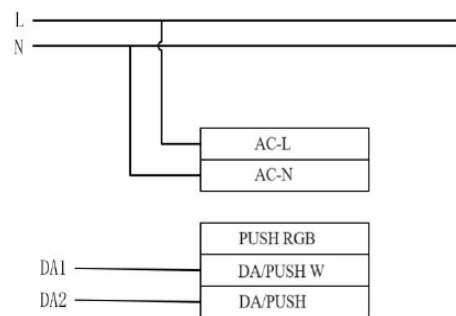 L
N
AC-L
AC-N
PUSH RGB
DA1
DA/PUSH W
DA2
DA/PUSH